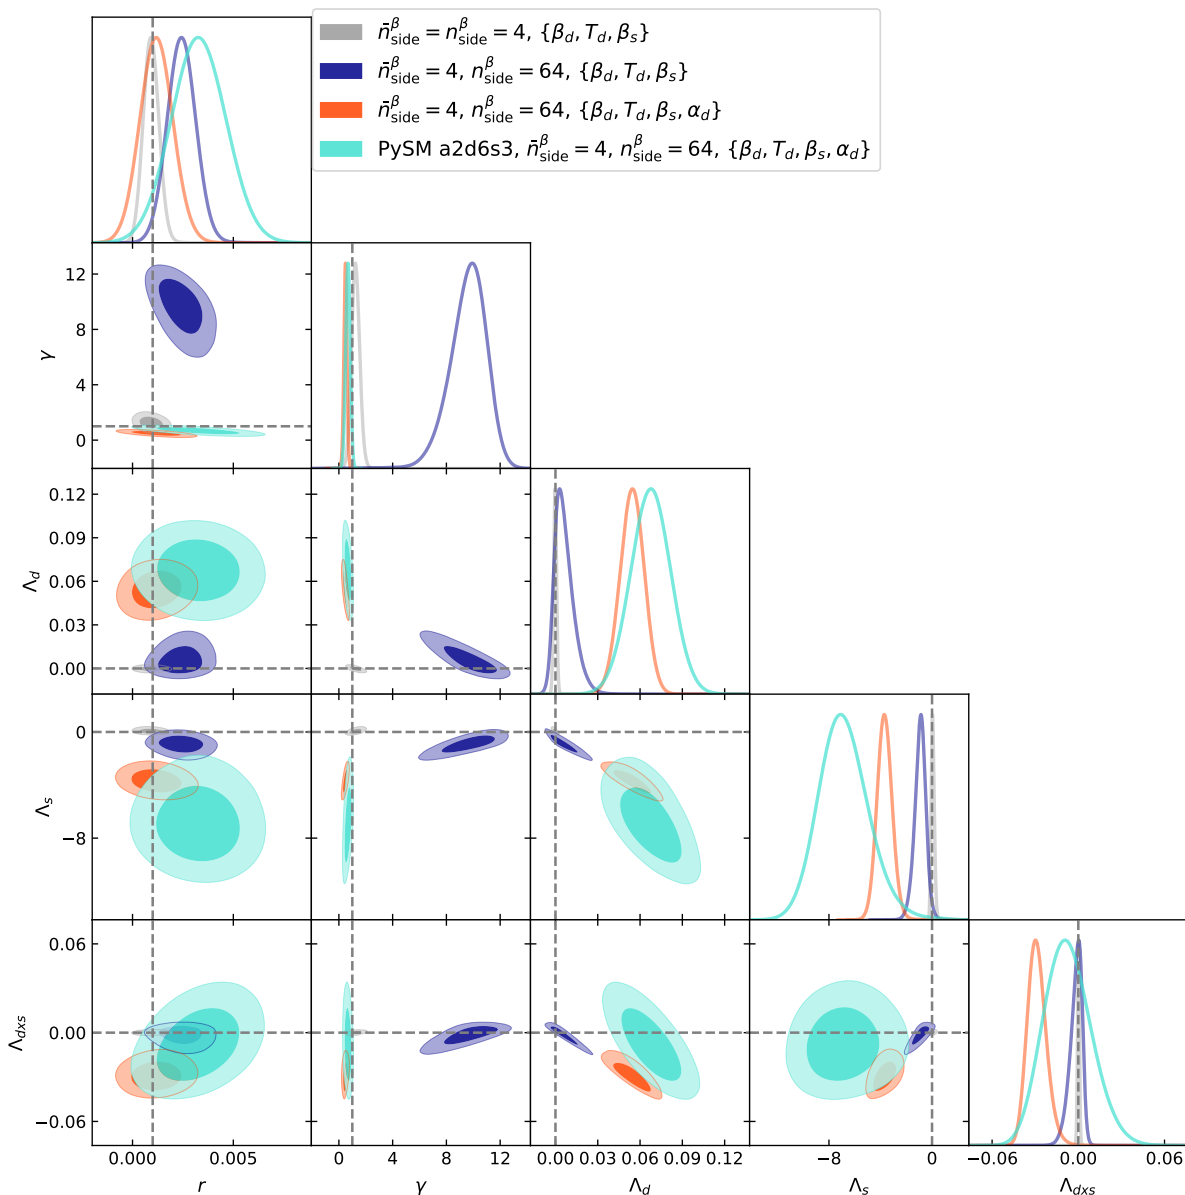 n̄^β_side = n^β_side = 4, {β_d, T_d, β_s}
n̄^β_side = 4, n^β_side = 64, {β_d, T_d, β_s}
n̄^β_side = 4, n^β_side = 64, {β_d, T_d, β_s, α_d}
PySM a2d6s3, n̄^β_side = 4, n^β_side = 64, {β_d, T_d, β_s, α_d}
12
8
4
0
γ
0.12
0.09
0.06
0.03
0.00
Λ_d
0
−8
Λ_s
0.06
0.00
−0.06
Λ_dxs
0.000 0.005
r
0 4 8 12
γ
0.00 0.03 0.06 0.09 0.12
Λ_d
−8 0
Λ_s
−0.06 0.00 0.06
Λ_dxs